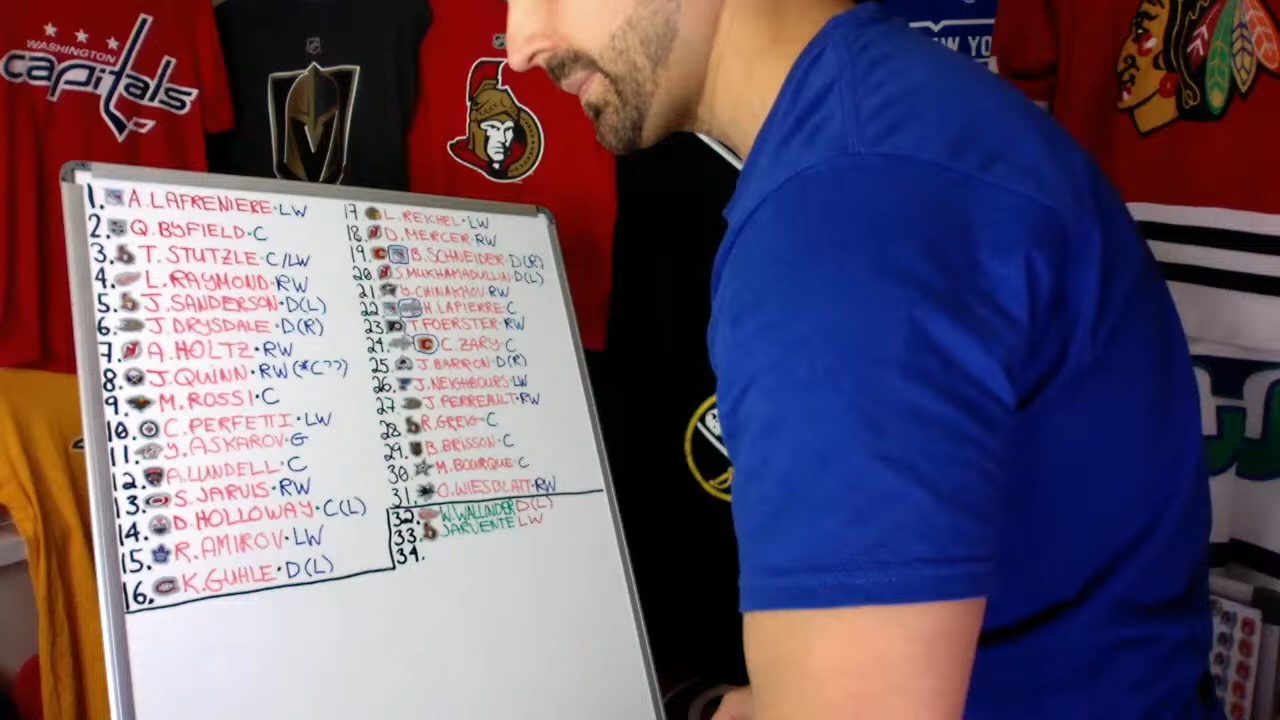 WASHINGTON
capitals
W YO
1. A. LAFRENIERE·LW
2. Q. BYFIELD·C
3. T. STUTZLE·C/LW
4. L. RAYMOND·RW
5. J. SANDERSON·D(L)
6. J. DRYSDALE·D(R)
7. A. HOLTZ·RW
8. J. QUINN·RW (*C??)
9. M. ROSSI·C
10. C. PERFETTI·LW
11. Y. ASKAROV·G
12. A. LUNDELL·C
13. S. JARVIS·RW
14. D. HOLLOWAY·C(L)
15. R. AMIROV·LW
16. K. GUHLE·D(L)
17 L. REICHEL·LW
18. D. MERCER·RW
19. B. SCHNEIDER·D(R)
20. S. MUKHAMADULLIN·D(L)
21. Y. CHINAKHOV·RW
22 H. LAPIERRE·C
23 T. FOERSTER·RW
24. C. ZARY·C
25. J. BARRON·D(R)
26. J. NEIGHBOURS·LW
27 J. PERREAULT·RW
28 R. GREIG·C
29. B. BRISSON·C
30 M. BOURQUE·C
31. O. WIESBLATT·RW
32. W. WALLINDER D(L)
33. JARVENTE LW
34.